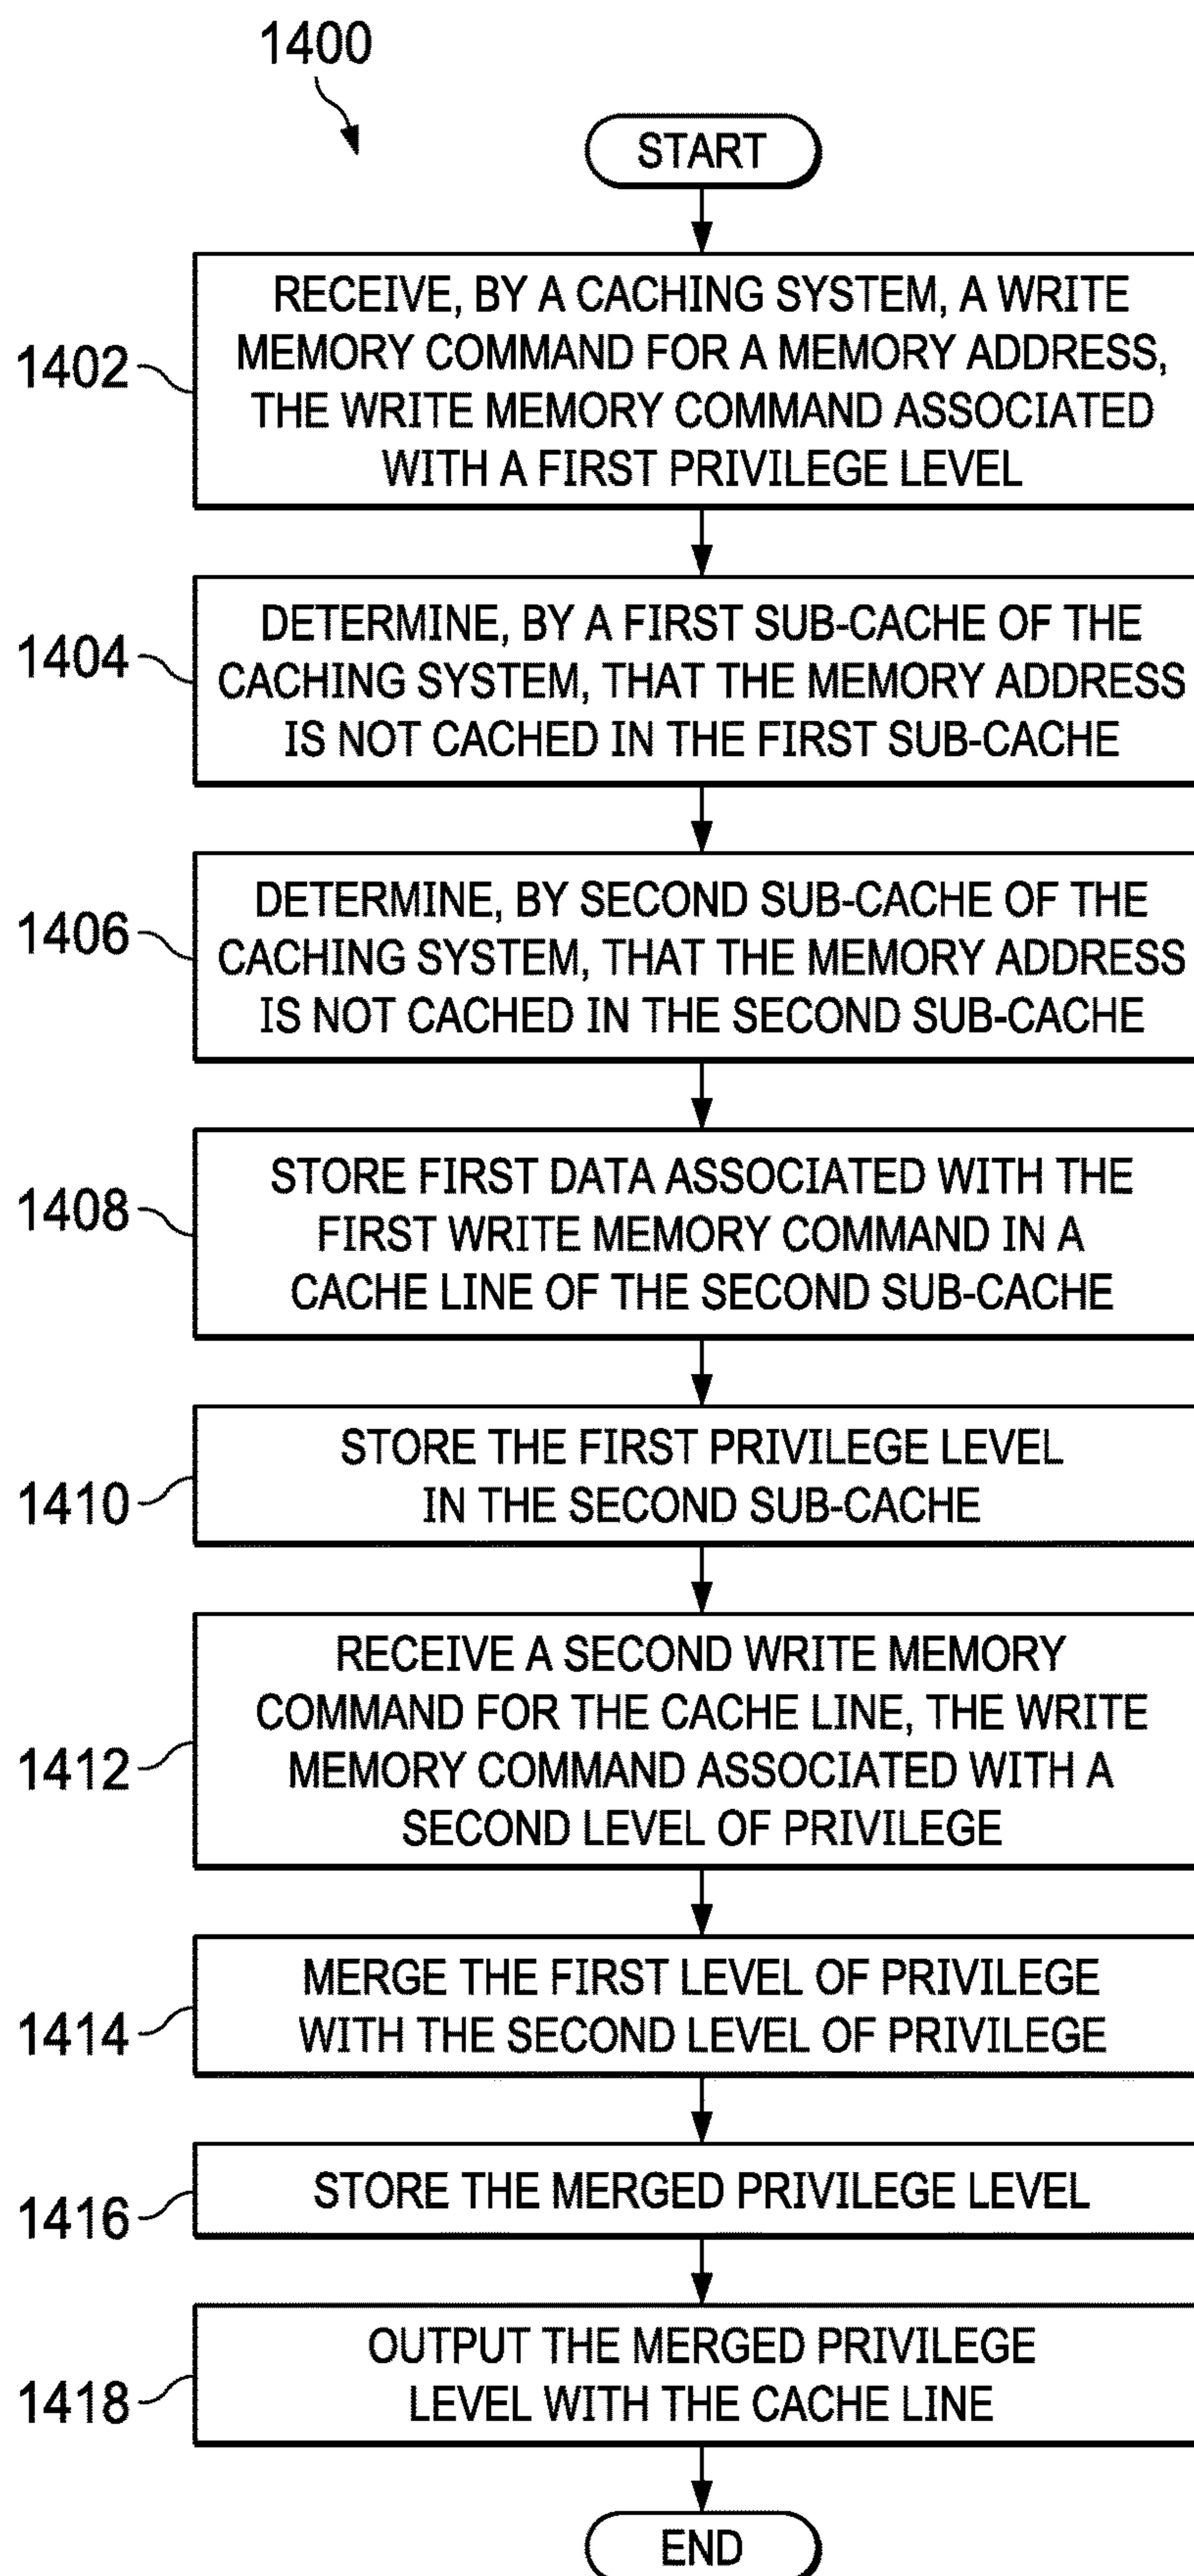 1400
START
1402
RECEIVE, BY A CACHING SYSTEM, A WRITE
MEMORY COMMAND FOR A MEMORY ADDRESS,
THE WRITE MEMORY COMMAND ASSOCIATED
WITH A FIRST PRIVILEGE LEVEL
1404
DETERMINE, BY A FIRST SUB-CACHE OF THE
CACHING SYSTEM, THAT THE MEMORY ADDRESS
IS NOT CACHED IN THE FIRST SUB-CACHE
1406
DETERMINE, BY SECOND SUB-CACHE OF THE
CACHING SYSTEM, THAT THE MEMORY ADDRESS
IS NOT CACHED IN THE SECOND SUB-CACHE
1408
STORE FIRST DATA ASSOCIATED WITH THE
FIRST WRITE MEMORY COMMAND IN A
CACHE LINE OF THE SECOND SUB-CACHE
1410
STORE THE FIRST PRIVILEGE LEVEL
IN THE SECOND SUB-CACHE
1412
RECEIVE A SECOND WRITE MEMORY
COMMAND FOR THE CACHE LINE, THE WRITE
MEMORY COMMAND ASSOCIATED WITH A
SECOND LEVEL OF PRIVILEGE
1414
MERGE THE FIRST LEVEL OF PRIVILEGE
WITH THE SECOND LEVEL OF PRIVILEGE
1416
STORE THE MERGED PRIVILEGE LEVEL
1418
OUTPUT THE MERGED PRIVILEGE
LEVEL WITH THE CACHE LINE
END